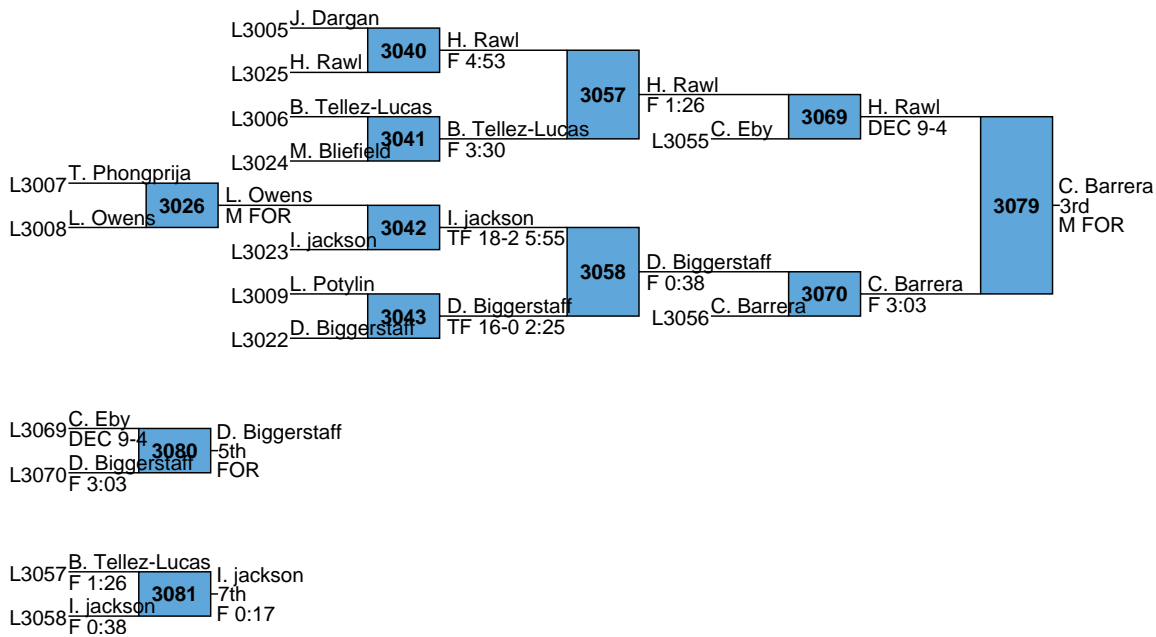 J. Dargan
L3005
3040
H. Rawl
F 4:53
H. Rawl
L3025
3057
H. Rawl
F 1:26
B. Tellez-Lucas
L3006
3041
B. Tellez-Lucas
F 3:30
M. Bliefield
L3024
3069
H. Rawl
DEC 9-4
C. Eby
L3055
T. Phongprija
L3007
3026
L. Owens
M FOR
L. Owens
L3008
3042
I. jackson
TF 18-2 5:55
I. jackson
L3023
3079
C. Barrera
3rd
M FOR
3058
D. Biggerstaff
F 0:38
L. Potylin
L3009
3043
D. Biggerstaff
TF 16-0 2:25
D. Biggerstaff
L3022
3070
C. Barrera
F 3:03
C. Barrera
L3056
C. Eby
L3069
DEC 9-4
3080
D. Biggerstaff
5th
FOR
D. Biggerstaff
L3070
F 3:03
B. Tellez-Lucas
L3057
F 1:26
3081
I. jackson
7th
F 0:17
I. jackson
L3058
F 0:38